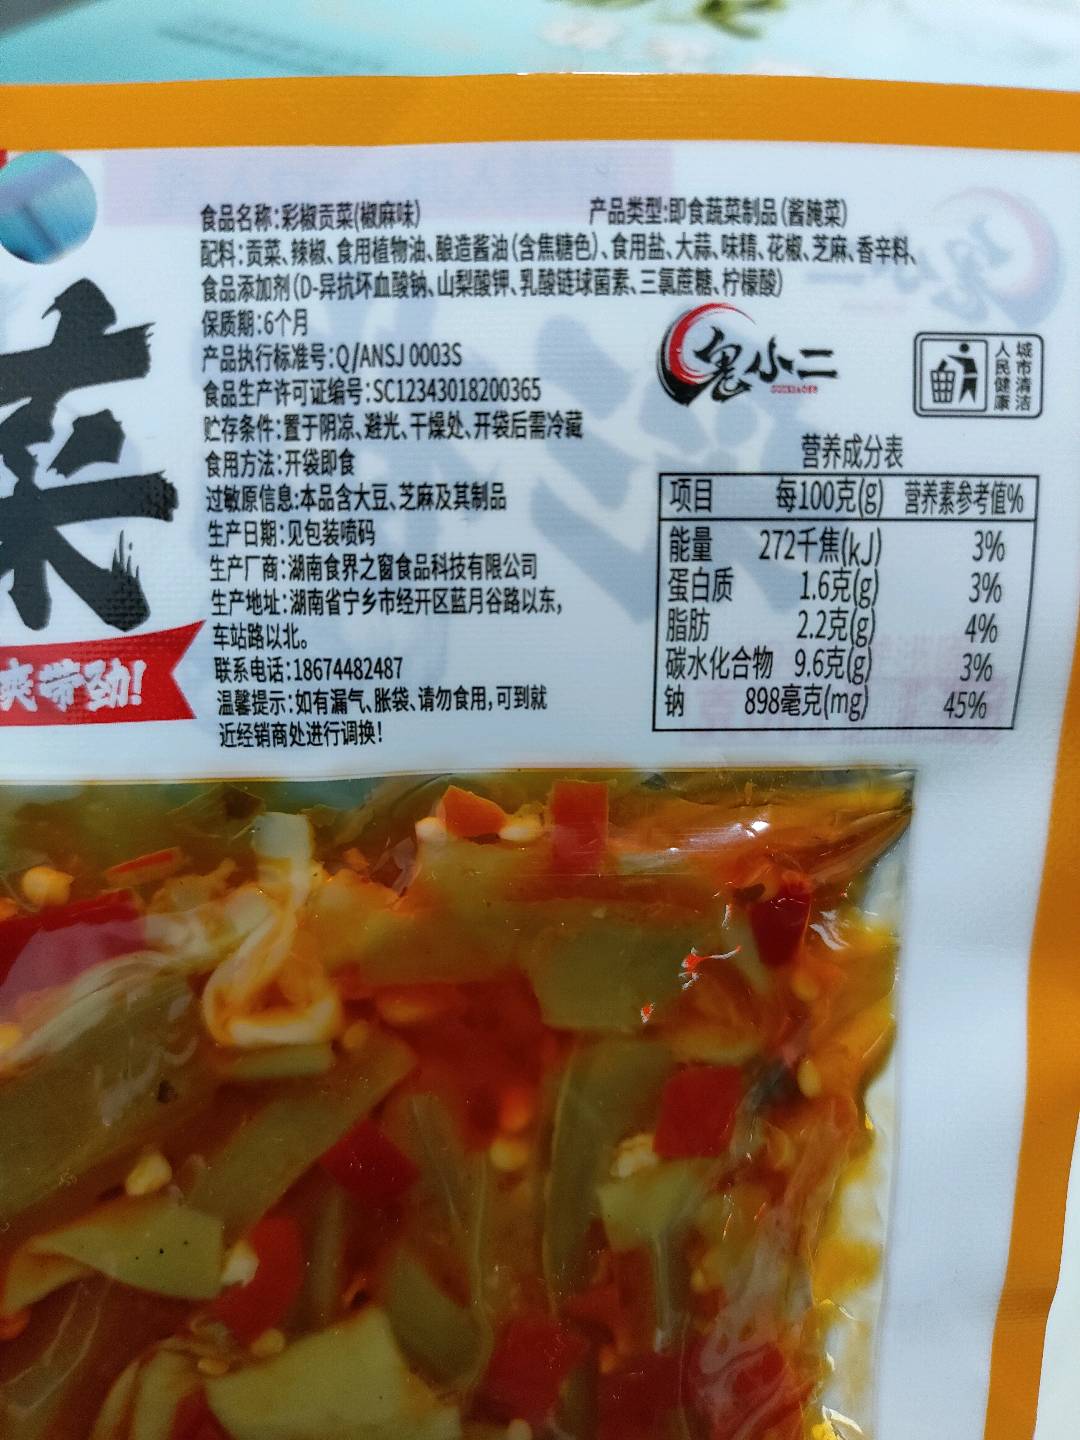 食品名称:彩椒贡菜(椒麻味) 产品类型:即食蔬菜制品(酱腌菜)
配料:贡菜、辣椒、食用植物油、酿造酱油(含焦糖色)、食用盐、大蒜、味精、花椒、芝麻、香辛料、
食品添加剂(D-异抗坏血酸钠、山梨酸钾、乳酸链球菌素、三氯蔗糖、柠檬酸)
保质期:6个月
产品执行标准号:Q/ANSJ 0003S
食品生产许可证编号:SC12343018200365
贮存条件:置于阴凉、避光、干燥处、开袋后需冷藏
食用方法:开袋即食
过敏原信息:本品含大豆、芝麻及其制品
生产日期:见包装喷码
生产厂商:湖南食界之窗食品科技有限公司
生产地址:湖南省宁乡市经开区蓝月谷路以东,
车站路以北。
联系电话:18674482487
温馨提示:如有漏气、胀袋、请勿食用,可到就
近经销商处进行调换!
鬼小二
城市清洁
人民健康
营养成分表
项目 每100克(g) 营养素参考值%
能量 272千焦(kJ) 3%
蛋白质 1.6克(g) 3%
脂肪 2.2克(g) 4%
碳水化合物 9.6克(g) 3%
钠 898毫克(mg) 45%
菜
爽带劲!